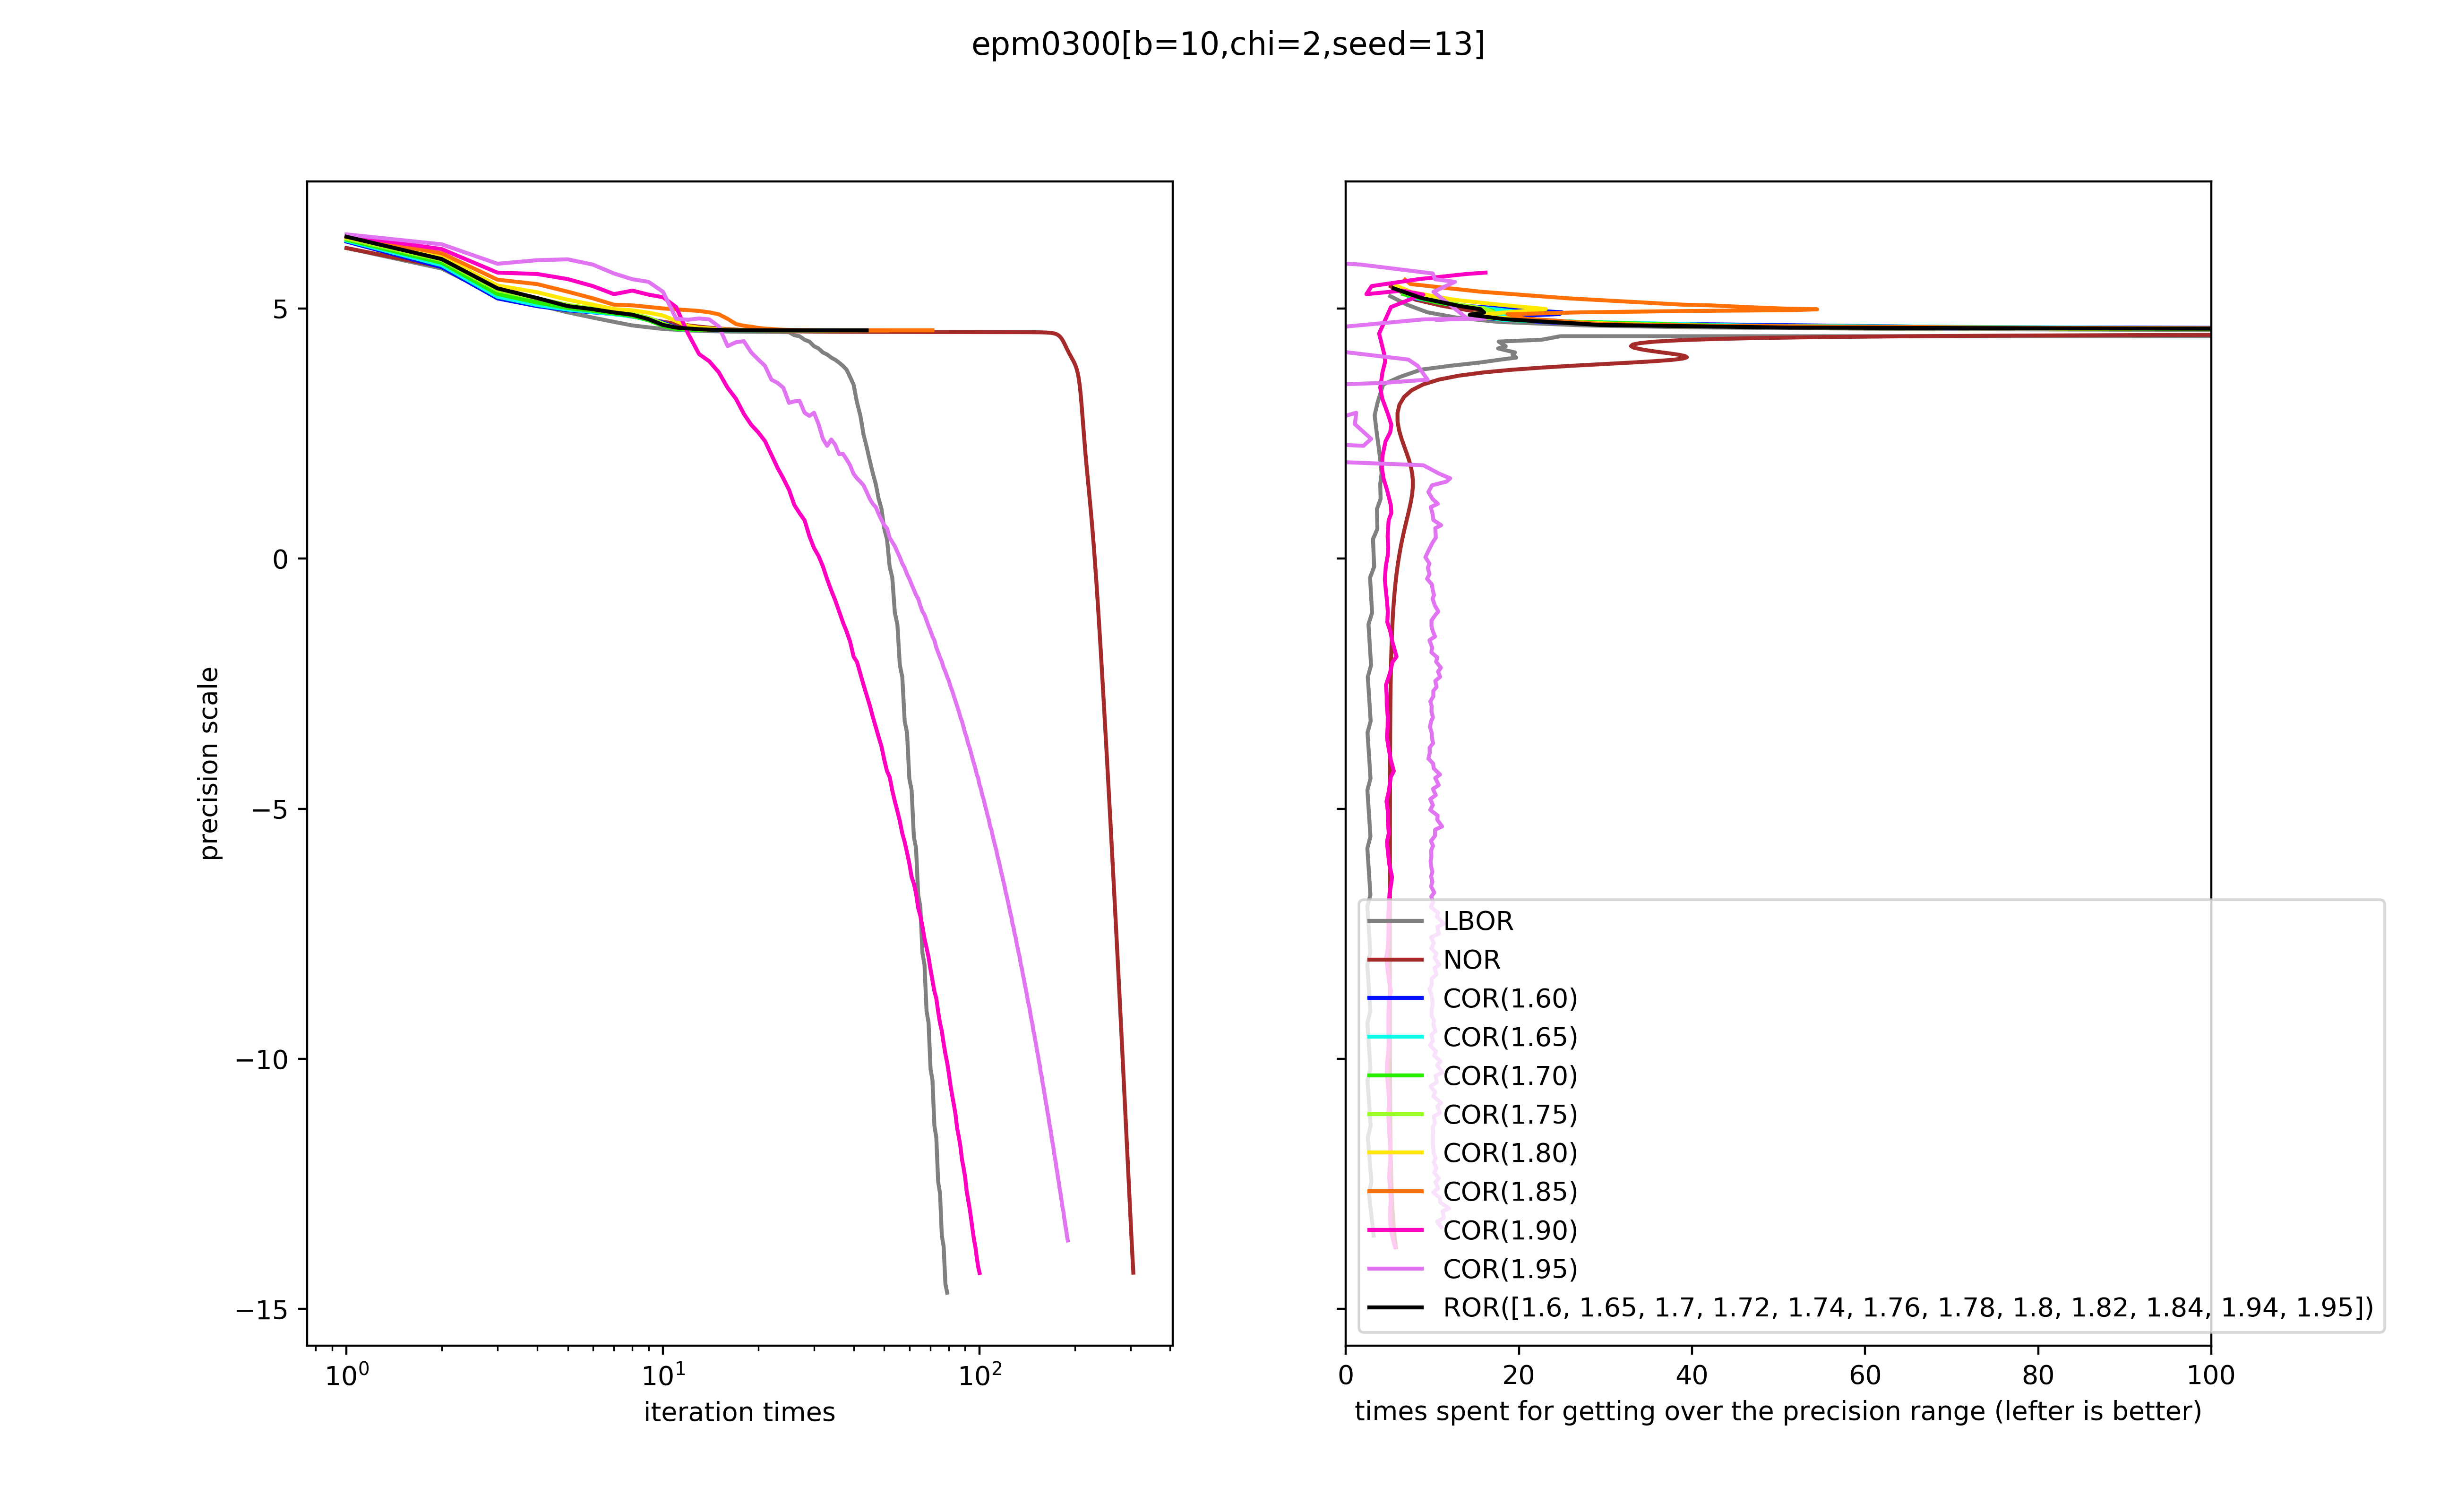 epm0300[b=10,chi=2,seed=13]
precision scale
5
0
−5
−10
−15
10⁰
10¹
10²
iteration times
LBOR
NOR
COR(1.60)
COR(1.65)
COR(1.70)
COR(1.75)
COR(1.80)
COR(1.85)
COR(1.90)
COR(1.95)
ROR([1.6, 1.65, 1.7, 1.72, 1.74, 1.76, 1.78, 1.8, 1.82, 1.84, 1.94, 1.95])
0 20 40 60 80 100
times spent for getting over the precision range (lefter is better)